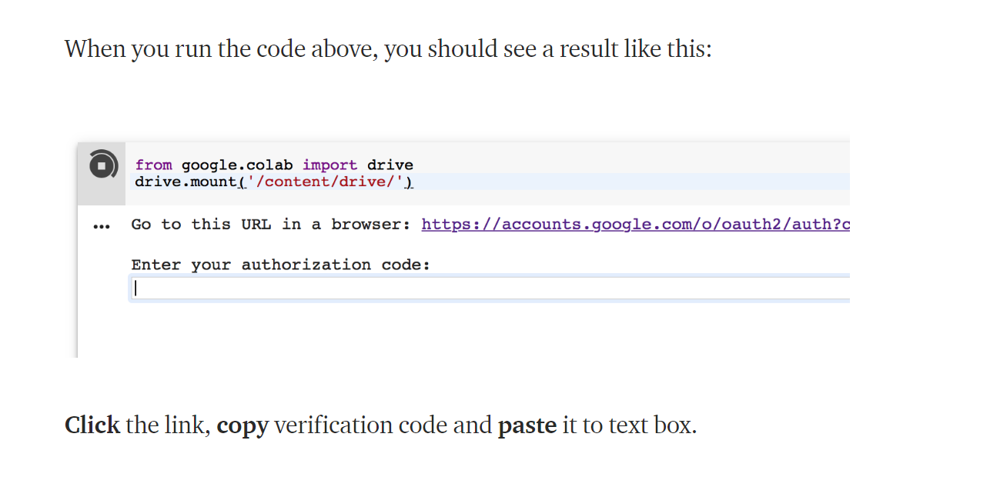 When you run the code above, you should see a result like this:
from google.colab import drive
drive.mount('/content/drive/')
... Go to this URL in a browser: https://accounts.google.com/o/oauth2/auth?c
Enter your authorization code:
Click the link, copy verification code and paste it to text box.